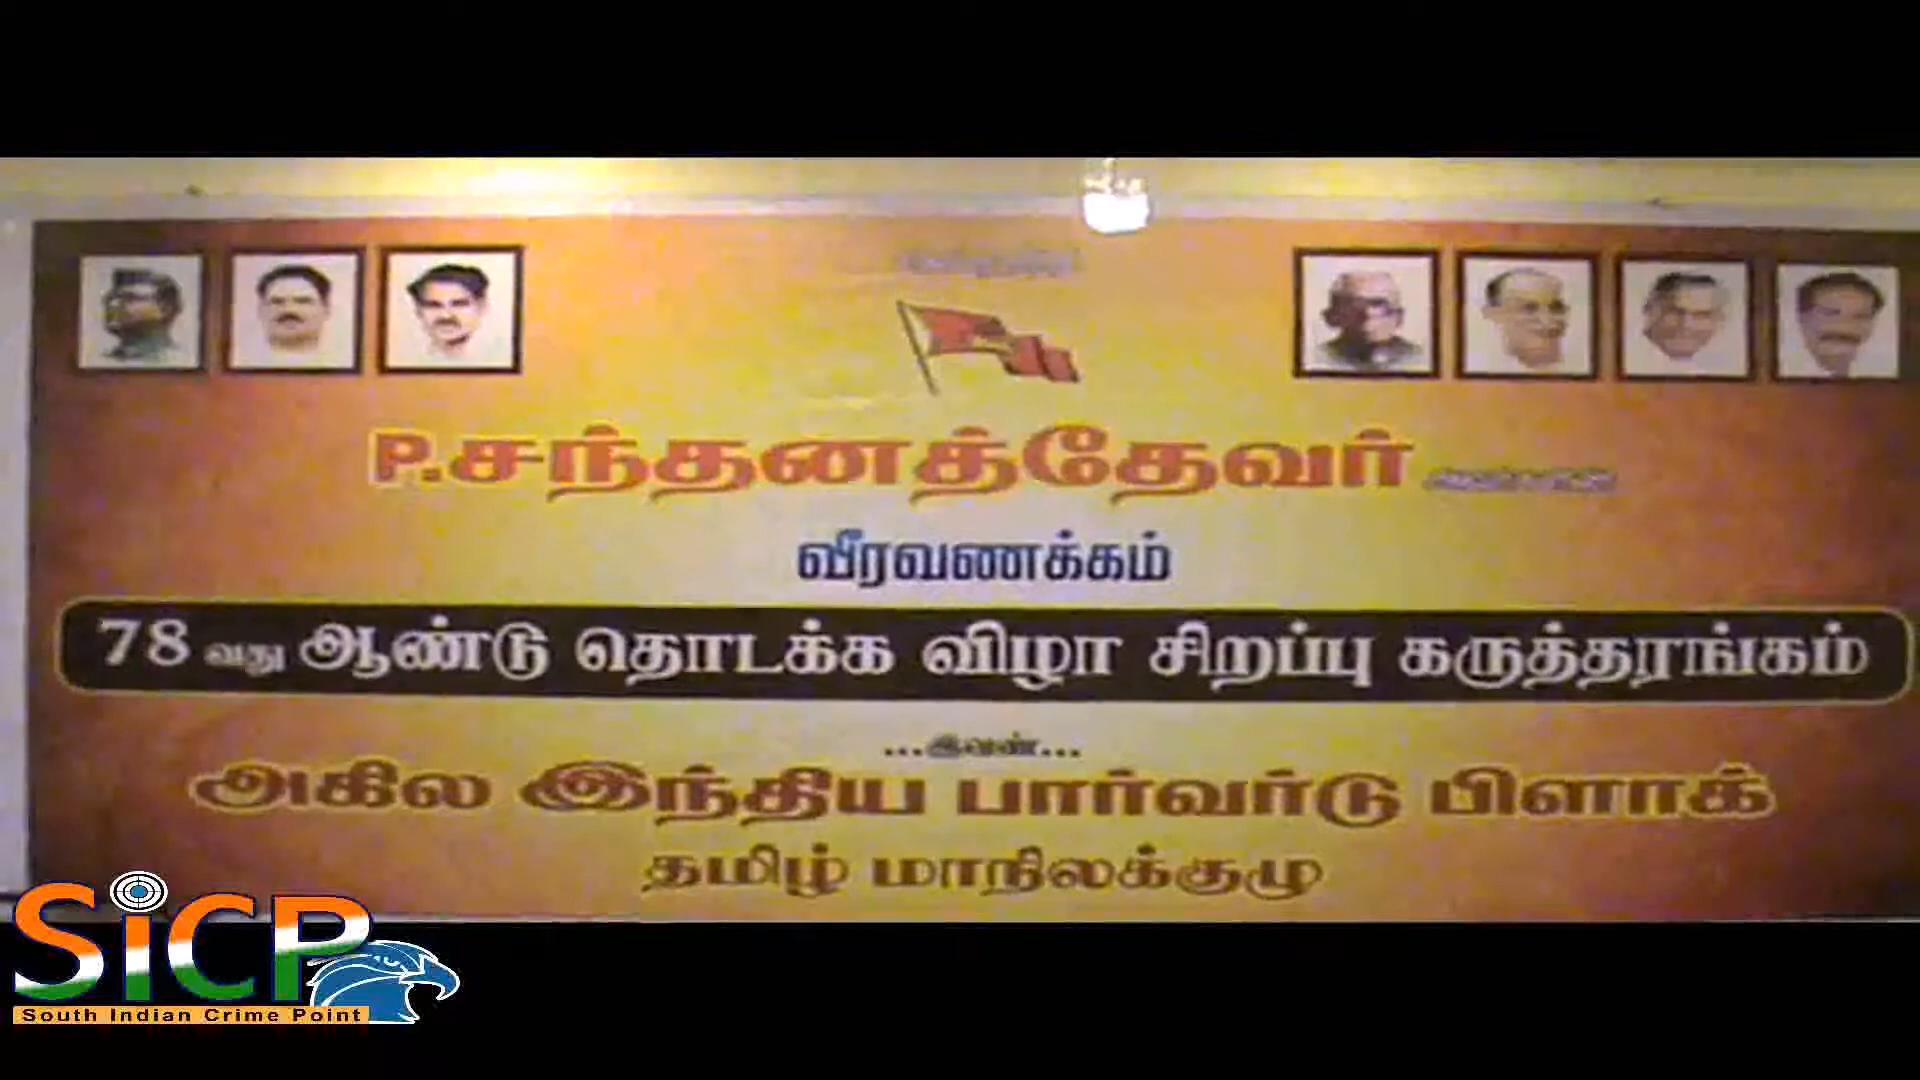 P.சந்தனத்தேவர்
வீரவணக்கம்
78 வது ஆண்டு தொடக்க விழா சிறப்பு கருத்தரங்கம்
...இவண்...
அகில இந்திய பார்வர்டு பிளாக்
தமிழ் மாநிலக்குழு
SiCP
South Indian Crime Point